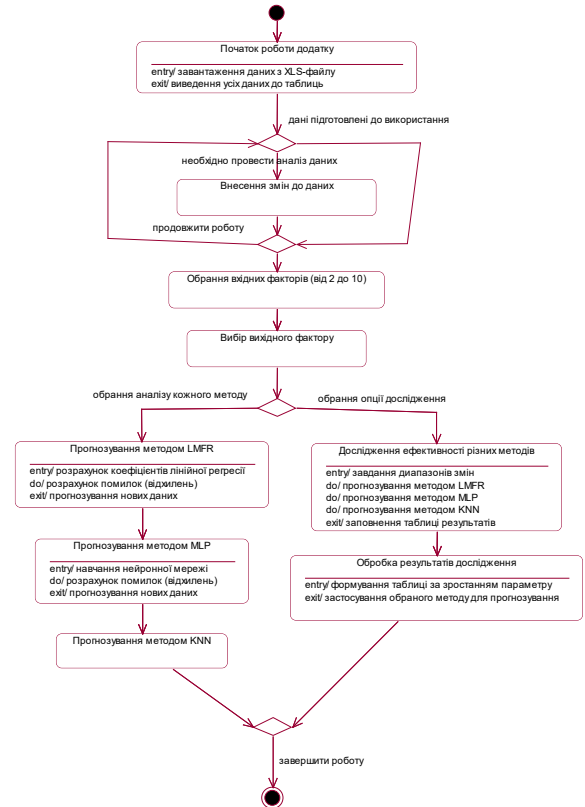 Початок роботи додатку
entry/ завантаження даних з XLS-файлу
exit/ виведення усіх даних до таблиць
дані підготовлені до використання
необхідно провести аналіз даних
Внесення змін до даних
продовжити роботу
Обрання вхідних факторів (від 2 до 10)
Вибір вихідного фактору
обрання аналізу кожного методу
обрання опції дослідження
Прогнозування методом LMFR
entry/ розрахунок коефіцієнтів лінійної регресії
do/ розрахунок помилок (відхилень)
exit/ прогнозування нових даних
Дослідження ефективності різних методів
entry/ завдання диапазонів змін
do/ прогнозування методом LMFR
do/ прогнозування методом MLP
do/ прогнозування методом KNN
exit/ заповнення таблиці результатів
Прогнозування методом MLP
entry/ навчання нейронної мережі
do/ розрахунок помилок (відхилень)
exit/ прогнозування нових даних
Обробка результатів дослідження
entry/ формування таблиці за зростанням параметру
exit/ застосування обраного методу для прогнозування
Прогнозування методом KNN
завершити роботу